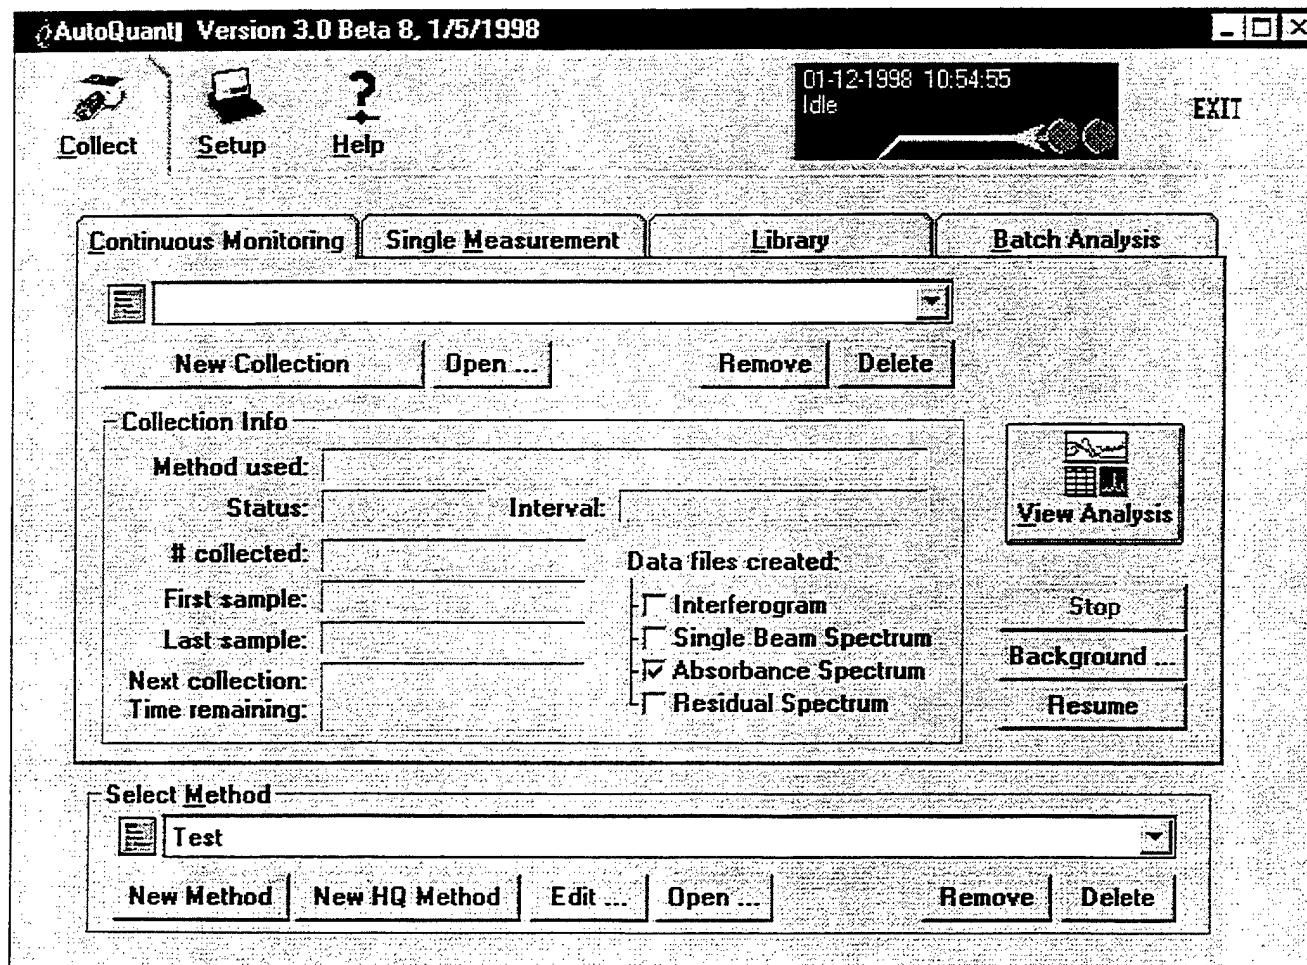 AutoQuant Version 3.0 Beta 8, 1/5/1998
01-12-1998 10:54:55
Idle
EXIT
Collect Setup Help
Continuous Monitoring Single Measurement Library Batch Analysis
New Collection Open ... Remove Delete
Collection Info
Method used:
Status: Interval:
# collected: Data files created:
First sample: Interferogram
Last sample: Single Beam Spectrum
Next collection: Absorbance Spectrum
Time remaining: Residual Spectrum
View Analysis
Stop
Background ...
Resume
Select Method
Test
New Method New HQ Method Edit ... Open ... Remove Delete